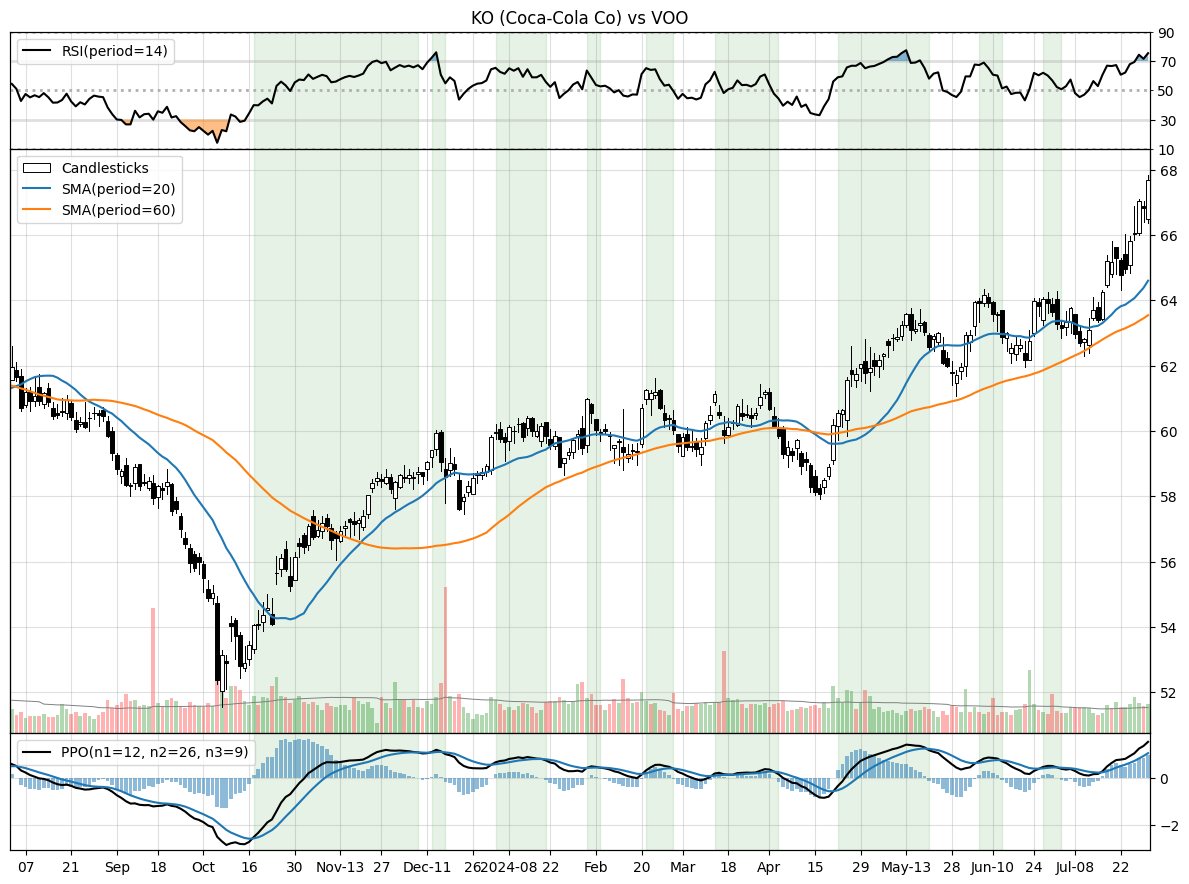 KO (Coca-Cola Co) vs VOO
RSI(period=14)
90
70
50
30
10
Candlesticks
SMA(period=20)
SMA(period=60)
68
66
64
62
60
58
56
54
52
PPO(n1=12, n2=26, n3=9)
0
−2
07 21 Sep 18 Oct 16 30 Nov-13 27 Dec-11 26 2024-08 22 Feb 20 Mar 18 Apr 15 29 May-13 28 Jun-10 24 Jul-08 22